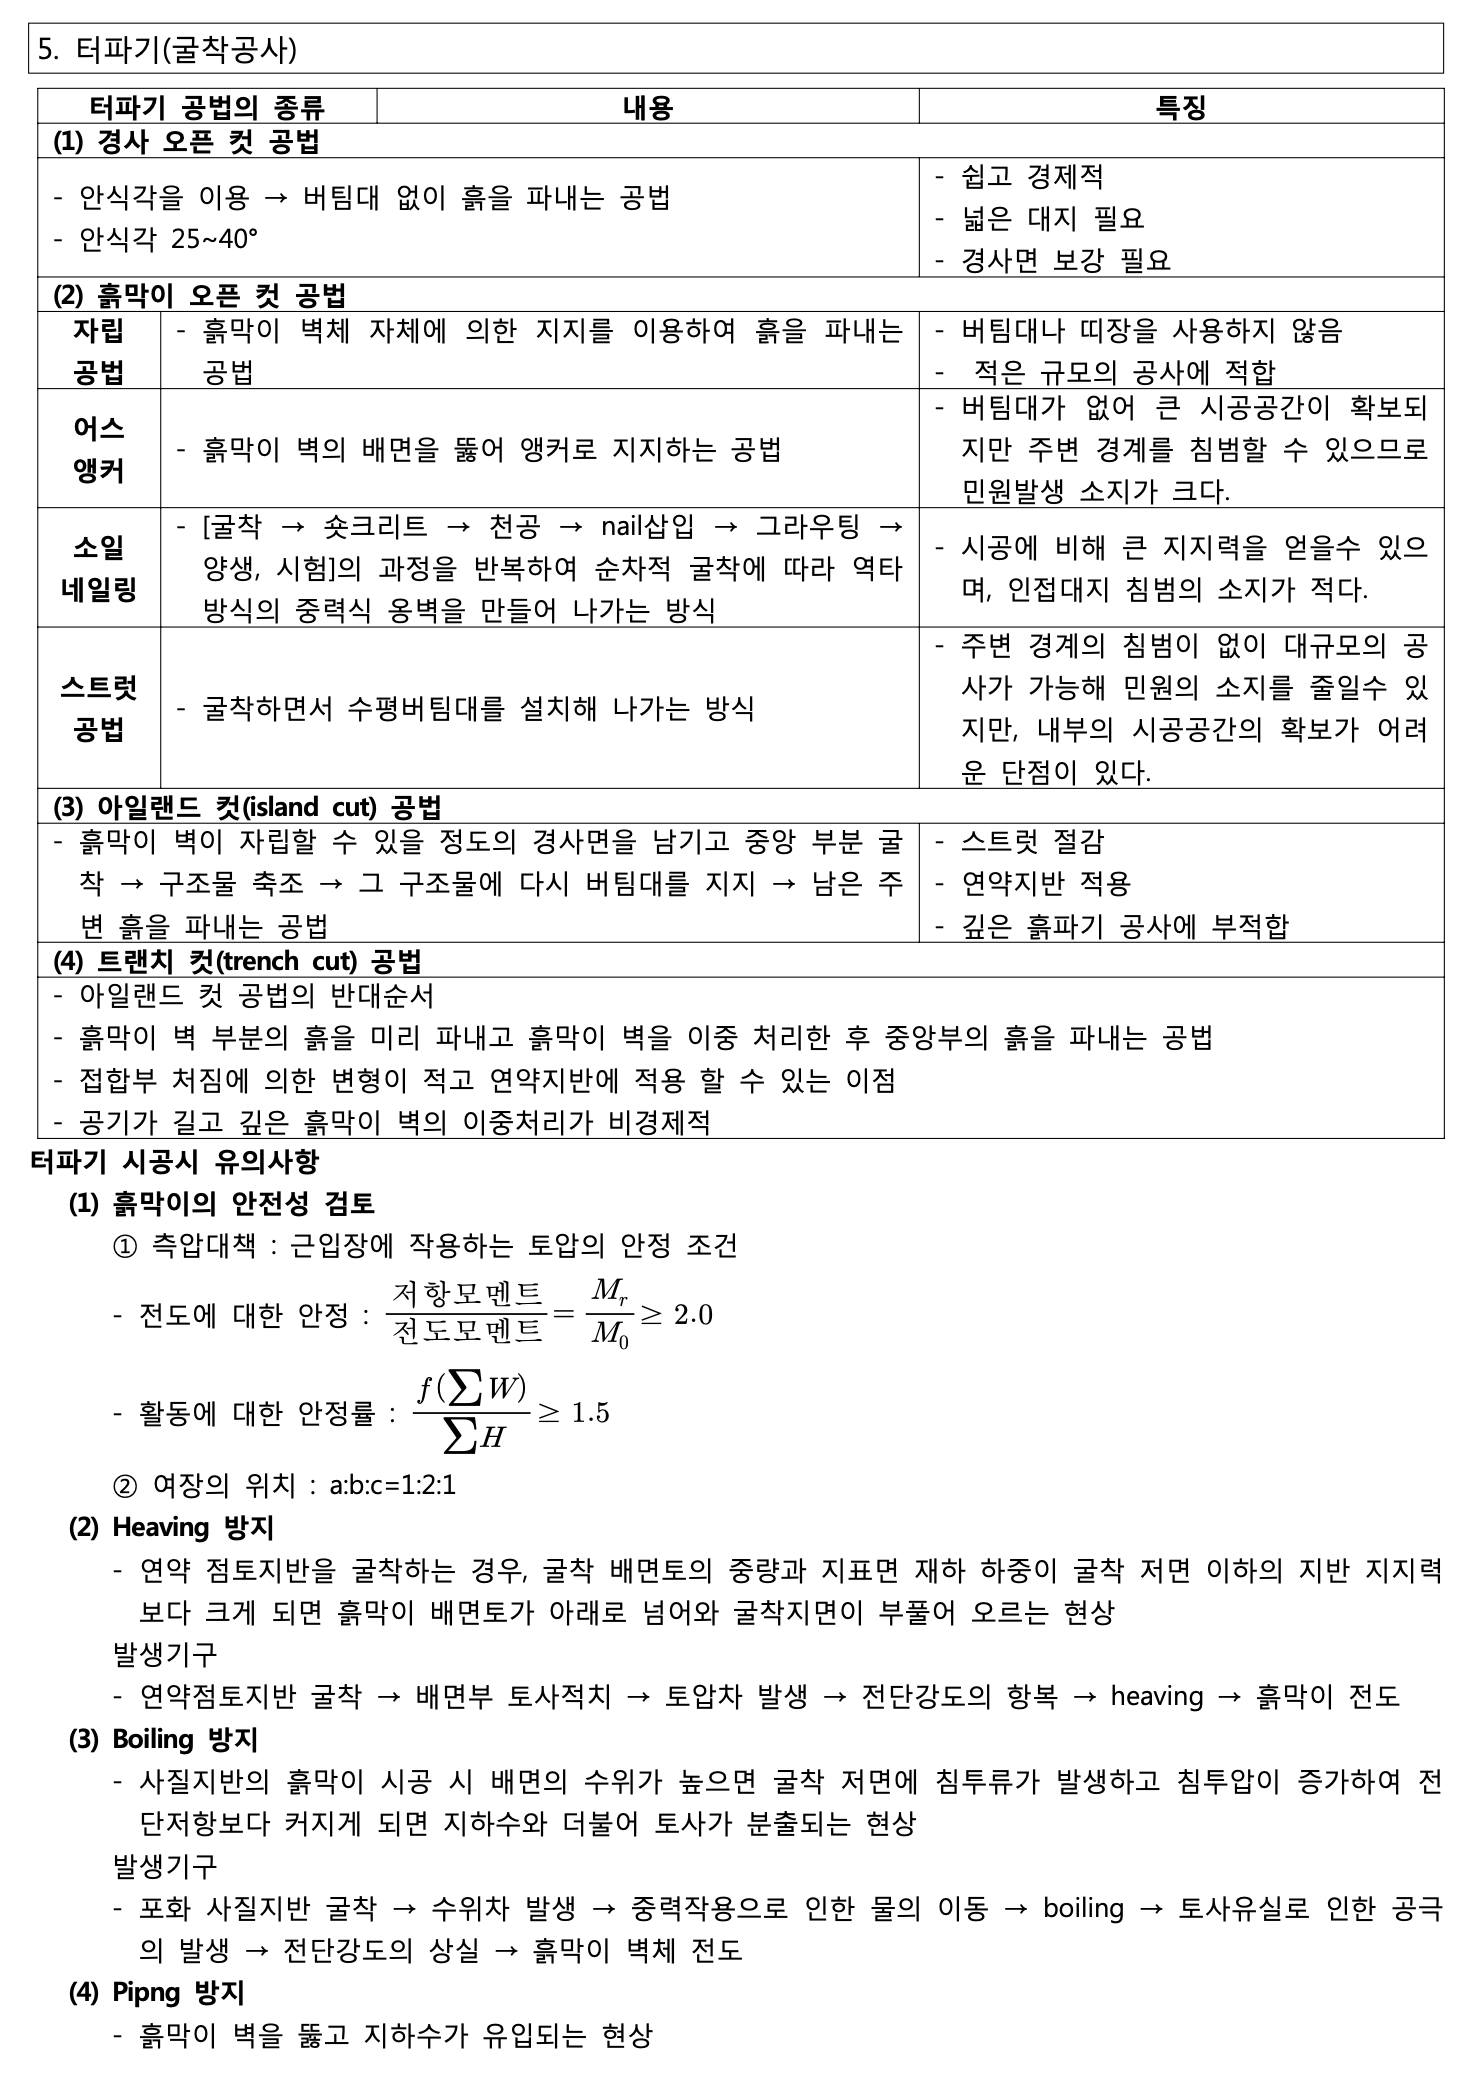 5. 터파기(굴착공사)
터파기 공법의 종류 내용 특징
(1) 경사 오픈 컷 공법
- 안식각을 이용 → 버팀대 없이 흙을 파내는 공법
- 안식각 25~40°
- 쉽고 경제적
- 넓은 대지 필요
- 경사면 보강 필요
(2) 흙막이 오픈 컷 공법
자립
공법
- 흙막이 벽체 자체에 의한 지지를 이용하여 흙을 파내는
공법
- 버팀대나 띠장을 사용하지 않음
- 적은 규모의 공사에 적합
어스
앵커
- 흙막이 벽의 배면을 뚫어 앵커로 지지하는 공법
- 버팀대가 없어 큰 시공공간이 확보되
지만 주변 경계를 침범할 수 있으므로
민원발생 소지가 크다.
소일
네일링
- [굴착 → 숏크리트 → 천공 → nail삽입 → 그라우팅 →
양생, 시험]의 과정을 반복하여 순차적 굴착에 따라 역타
방식의 중력식 옹벽을 만들어 나가는 방식
- 시공에 비해 큰 지지력을 얻을수 있으
며, 인접대지 침범의 소지가 적다.
스트럿
공법
- 굴착하면서 수평버팀대를 설치해 나가는 방식
- 주변 경계의 침범이 없이 대규모의 공
사가 가능해 민원의 소지를 줄일수 있
지만, 내부의 시공공간의 확보가 어려
운 단점이 있다.
(3) 아일랜드 컷(island cut) 공법
- 흙막이 벽이 자립할 수 있을 정도의 경사면을 남기고 중앙 부분 굴
착 → 구조물 축조 → 그 구조물에 다시 버팀대를 지지 → 남은 주
변 흙을 파내는 공법
- 스트럿 절감
- 연약지반 적용
- 깊은 흙파기 공사에 부적합
(4) 트랜치 컷(trench cut) 공법
- 아일랜드 컷 공법의 반대순서
- 흙막이 벽 부분의 흙을 미리 파내고 흙막이 벽을 이중 처리한 후 중앙부의 흙을 파내는 공법
- 접합부 처짐에 의한 변형이 적고 연약지반에 적용 할 수 있는 이점
- 공기가 길고 깊은 흙막이 벽의 이중처리가 비경제적
터파기 시공시 유의사항
(1) 흙막이의 안전성 검토
① 측압대책 : 근입장에 작용하는 토압의 안정 조건
- 전도에 대한 안정 : 저항모멘트/전도모멘트 = M_r/M_0 ≥ 2.0
- 활동에 대한 안정률 : f(∑W)/∑H ≥ 1.5
② 여장의 위치 : a:b:c=1:2:1
(2) Heaving 방지
- 연약 점토지반을 굴착하는 경우, 굴착 배면토의 중량과 지표면 재하 하중이 굴착 저면 이하의 지반 지지력
보다 크게 되면 흙막이 배면토가 아래로 넘어와 굴착지면이 부풀어 오르는 현상
발생기구
- 연약점토지반 굴착 → 배면부 토사적치 → 토압차 발생 → 전단강도의 항복 → heaving → 흙막이 전도
(3) Boiling 방지
- 사질지반의 흙막이 시공 시 배면의 수위가 높으면 굴착 저면에 침투류가 발생하고 침투압이 증가하여 전
단저항보다 커지게 되면 지하수와 더불어 토사가 분출되는 현상
발생기구
- 포화 사질지반 굴착 → 수위차 발생 → 중력작용으로 인한 물의 이동 → boiling → 토사유실로 인한 공극
의 발생 → 전단강도의 상실 → 흙막이 벽체 전도
(4) Pipng 방지
- 흙막이 벽을 뚫고 지하수가 유입되는 현상